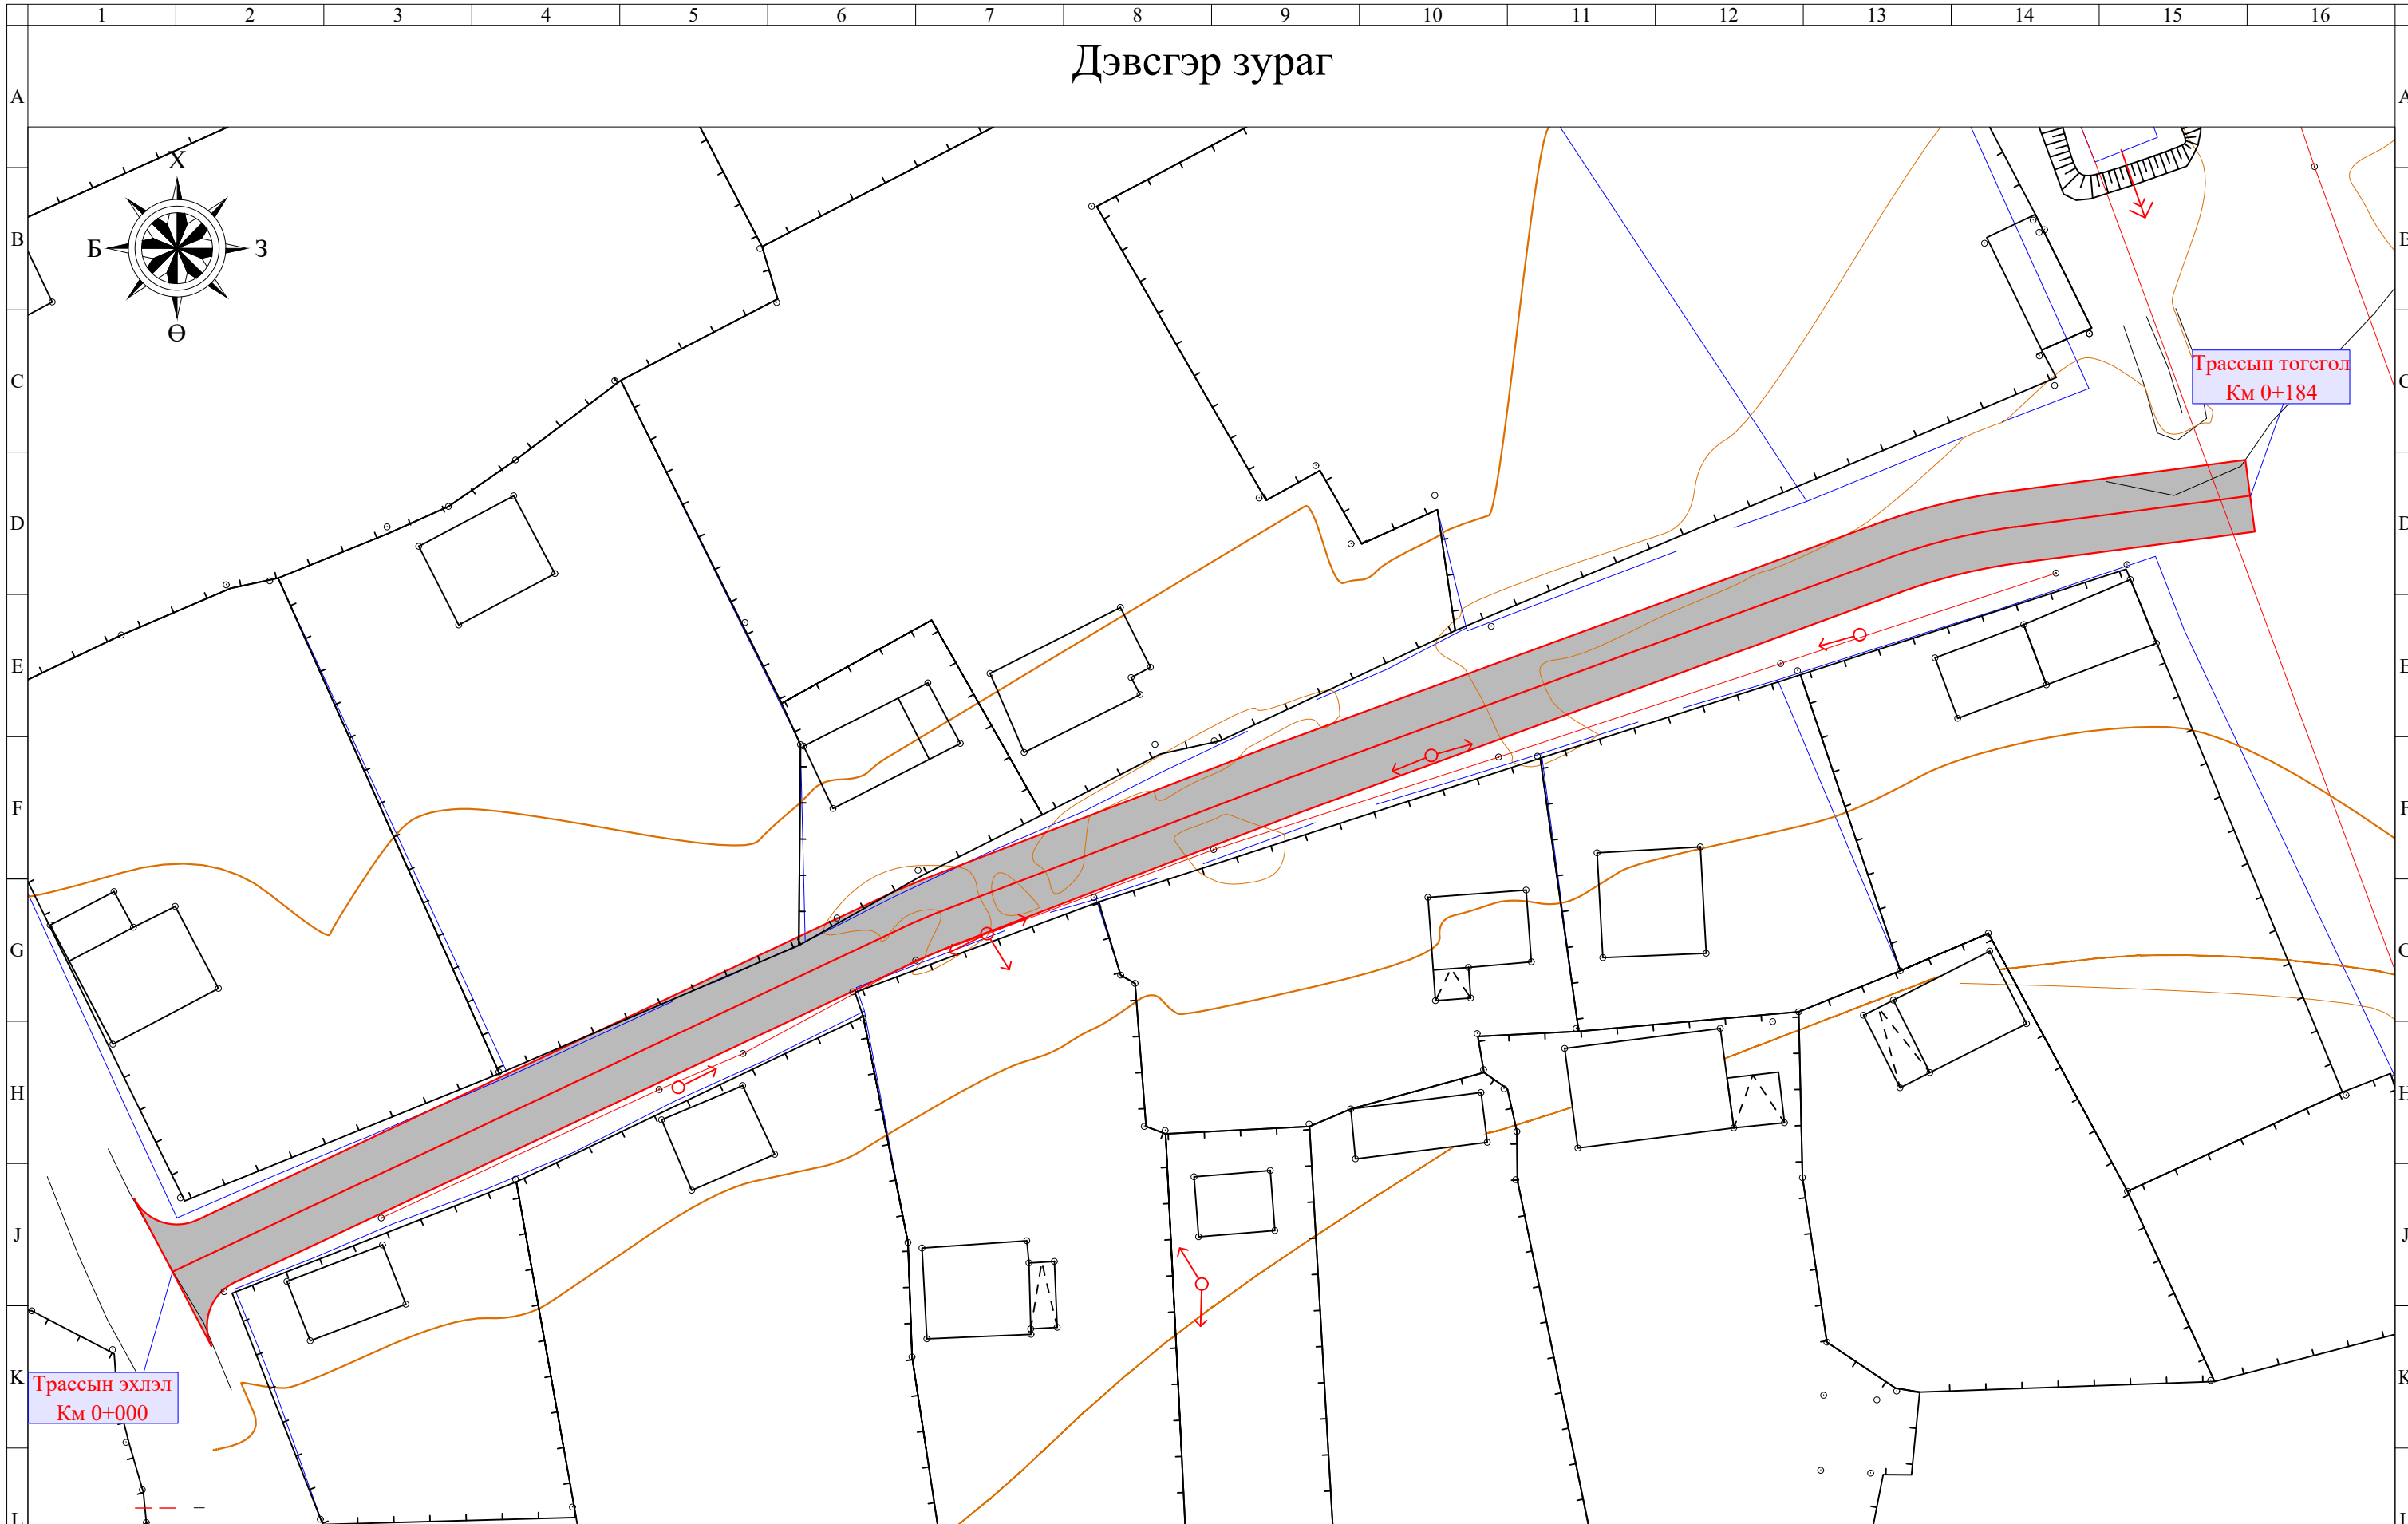 1 2 3 4 5 6 7 8 9 10 11 12 13 14 15 16
Дэвсгэр зураг
A A
Х
B B
Б З
Ө
C C
Трассын төгсгөл
Км 0+184
D D
E E
F F
G G
H H
J J
K K
Трассын эхлэл
Км 0+000
L L